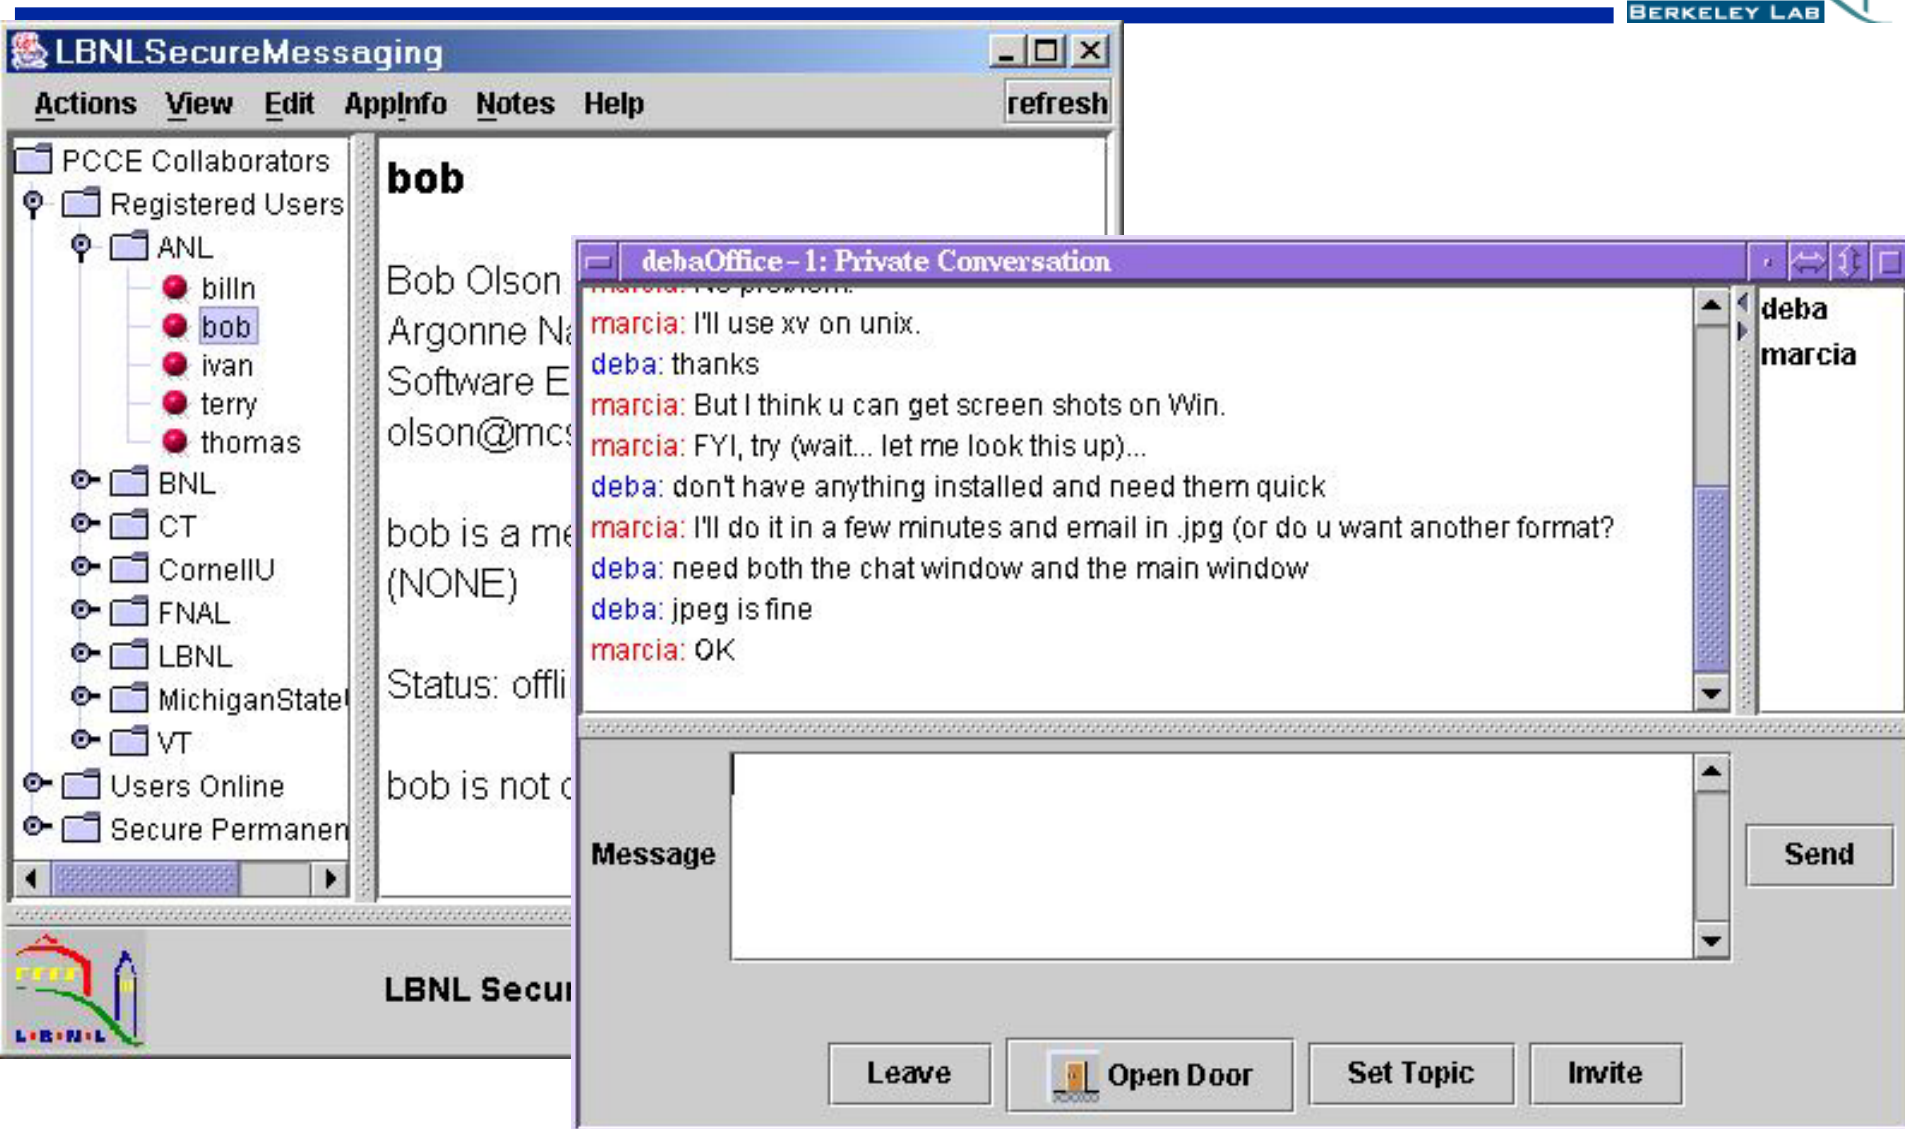 BERKELEY LAB
LBNLSecureMessaging
Actions View Edit AppInfo Notes Help refresh
PCCE Collaborators
Registered Users
ANL
billn
bob
ivan
terry
thomas
BNL
CT
CornellU
FNAL
LBNL
MichiganState
VT
Users Online
Secure Permanen
bob
Bob Olson
Argonne Na
Software E
olson@mcs
bob is a me
(NONE)
Status: offli
bob is not
LBNL Secu
L·B·N·L
debaOffice-1: Private Conversation
marcia: No problem.
marcia: I'll use xv on unix.
deba: thanks
marcia: But I think u can get screen shots on Win.
marcia: FYI, try (wait... let me look this up)...
deba: don't have anything installed and need them quick
marcia: I'll do it in a few minutes and email in .jpg (or do u want another format?
deba: need both the chat window and the main window
deba: jpeg is fine
marcia: OK
deba
marcia
Message
Send
Leave Open Door Set Topic Invite